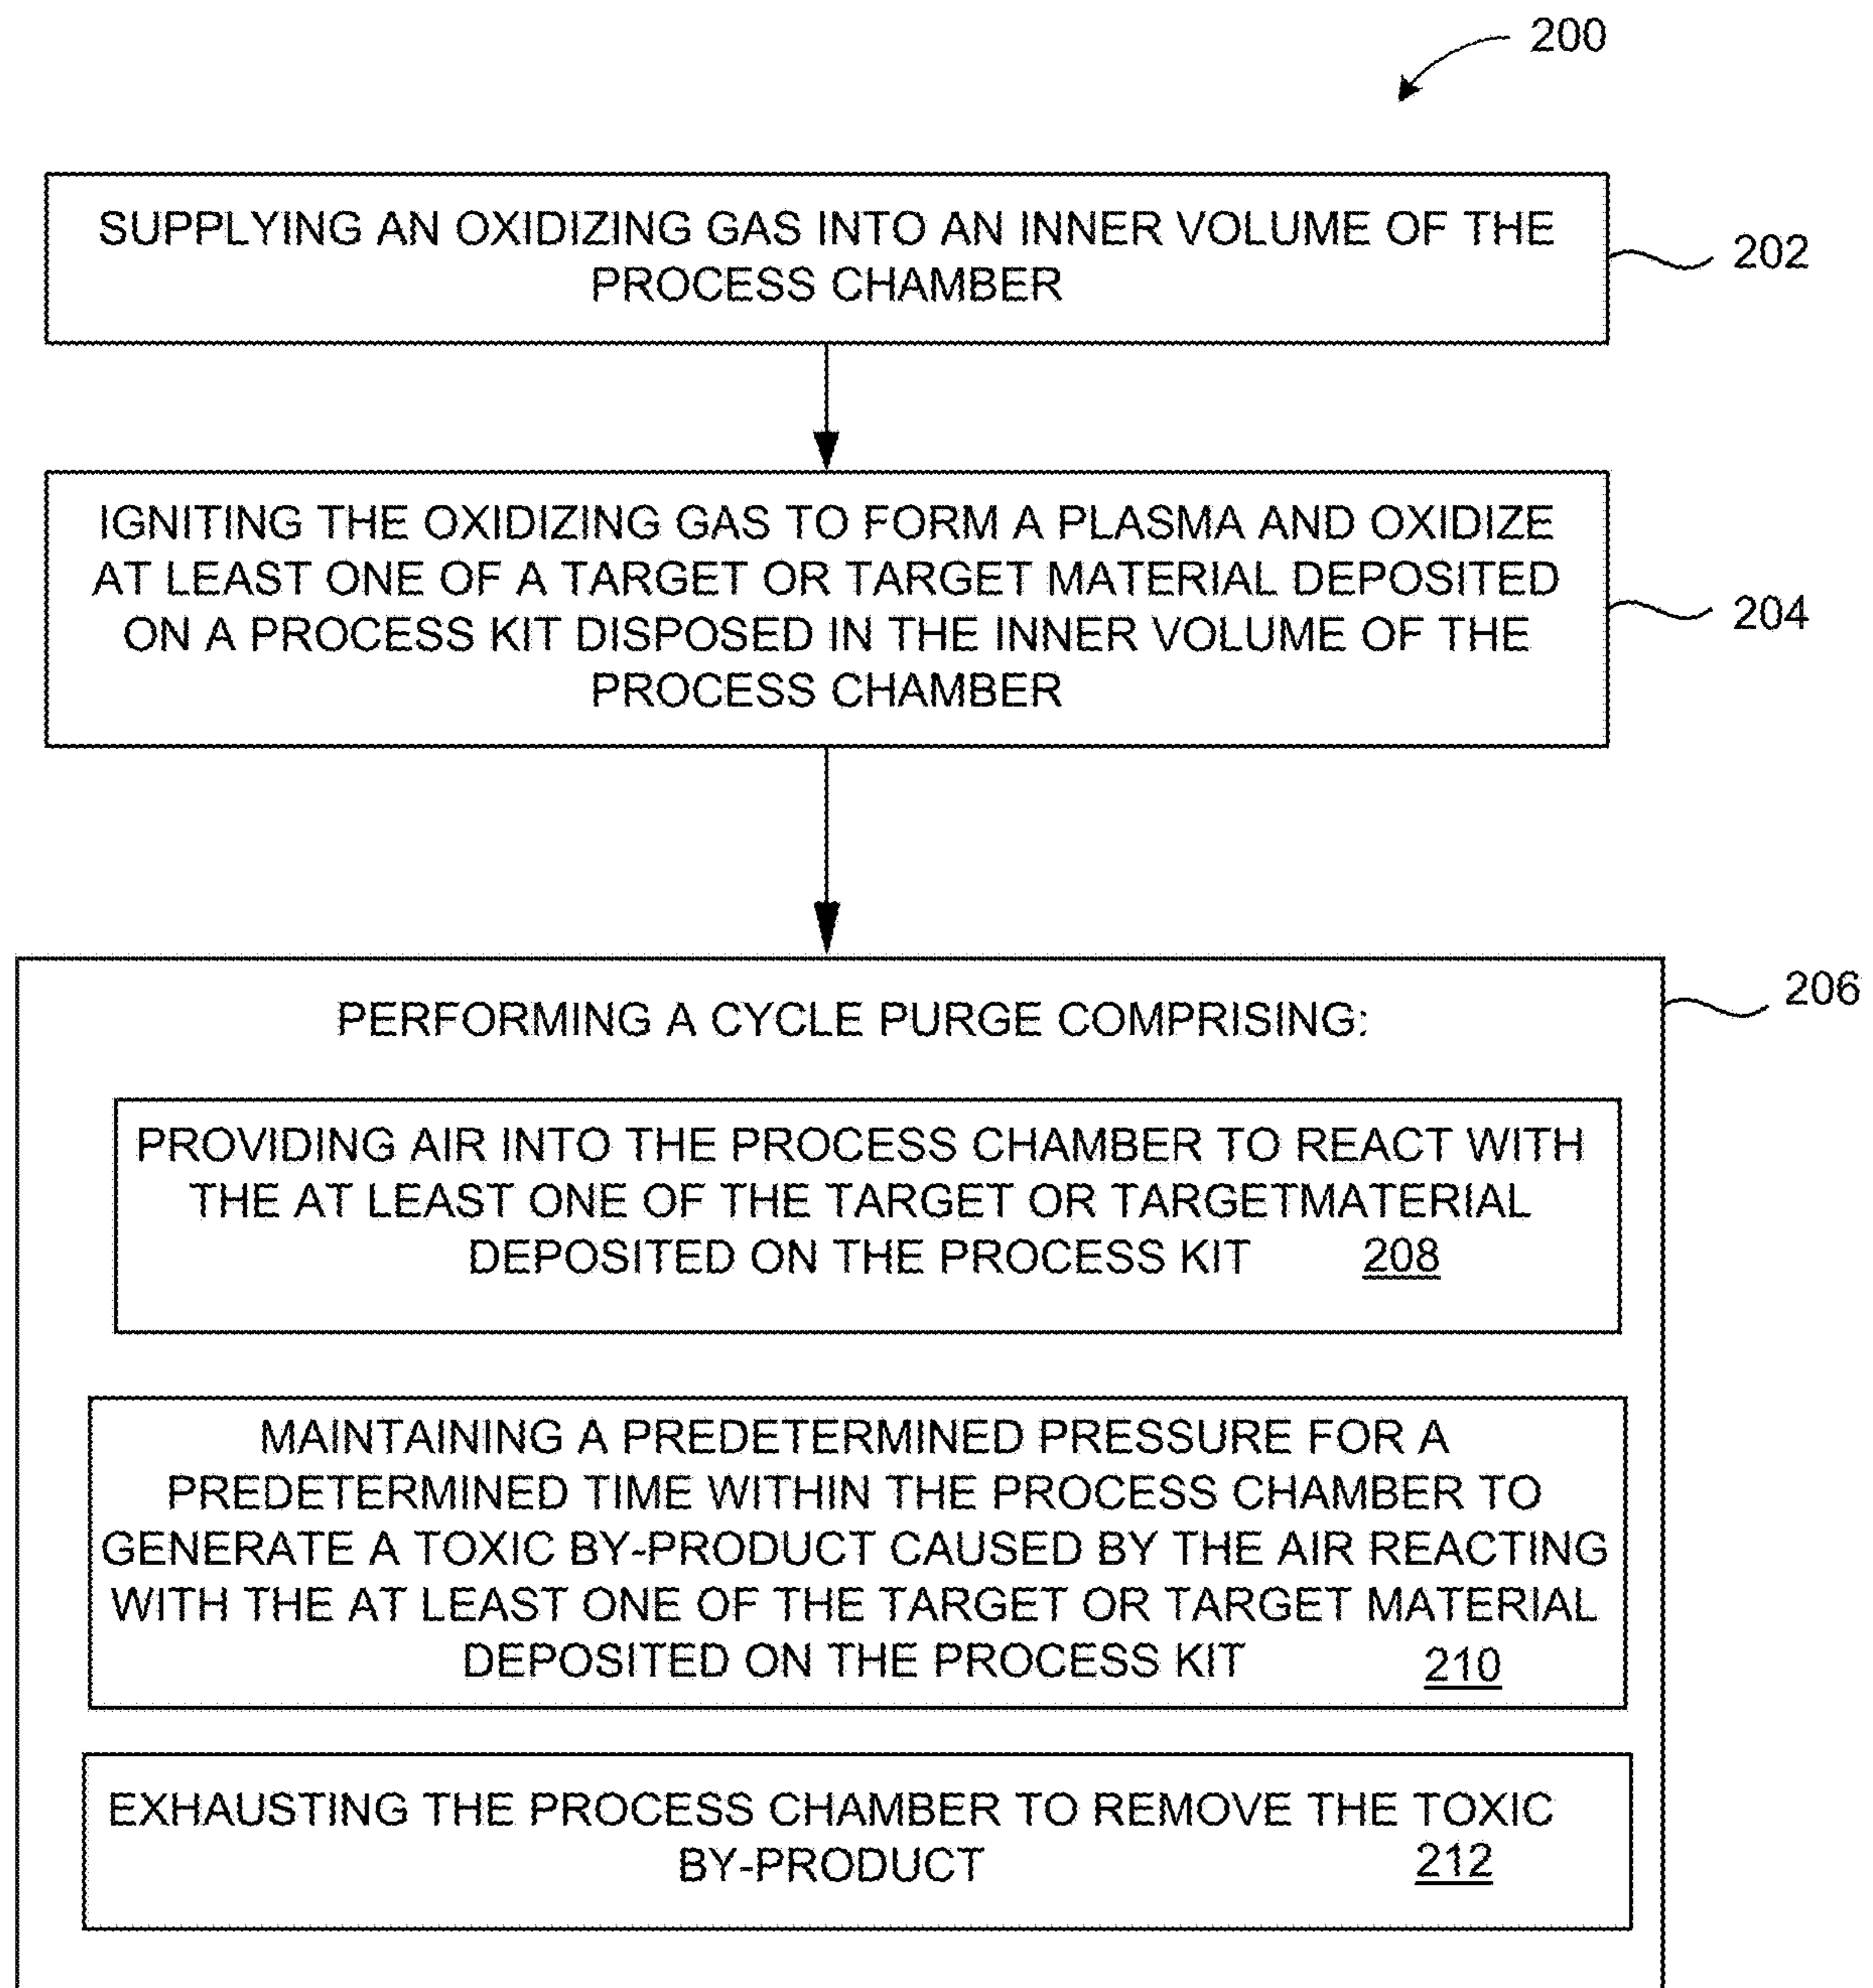 200
SUPPLYING AN OXIDIZING GAS INTO AN INNER VOLUME OF THE
PROCESS CHAMBER
202
IGNITING THE OXIDIZING GAS TO FORM A PLASMA AND OXIDIZE
AT LEAST ONE OF A TARGET OR TARGET MATERIAL DEPOSITED
ON A PROCESS KIT DISPOSED IN THE INNER VOLUME OF THE
PROCESS CHAMBER
204
206
PERFORMING A CYCLE PURGE COMPRISING:
PROVIDING AIR INTO THE PROCESS CHAMBER TO REACT WITH
THE AT LEAST ONE OF THE TARGET OR TARGETMATERIAL
DEPOSITED ON THE PROCESS KIT 208
MAINTAINING A PREDETERMINED PRESSURE FOR A
PREDETERMINED TIME WITHIN THE PROCESS CHAMBER TO
GENERATE A TOXIC BY-PRODUCT CAUSED BY THE AIR REACTING
WITH THE AT LEAST ONE OF THE TARGET OR TARGET MATERIAL
DEPOSITED ON THE PROCESS KIT 210
EXHAUSTING THE PROCESS CHAMBER TO REMOVE THE TOXIC
BY-PRODUCT 212